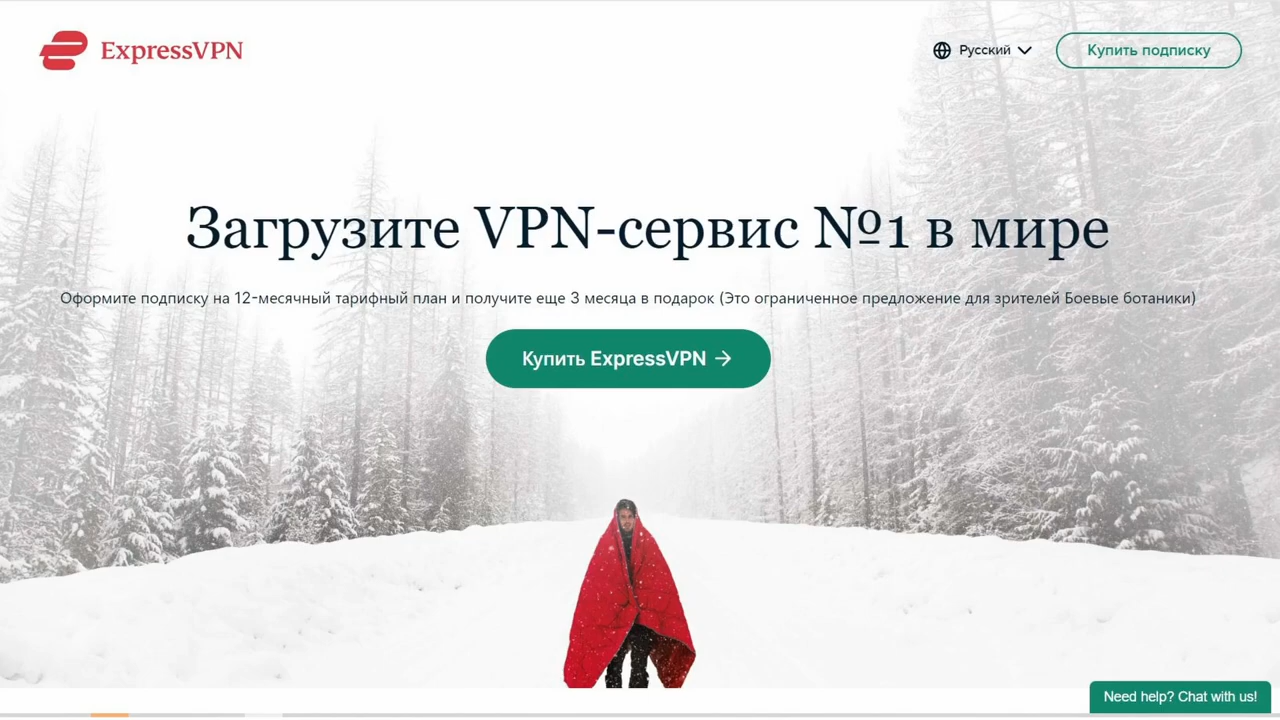 ExpressVPN
Русский
Купить подписку
Загрузите VPN-сервис №1 в мире
Оформите подписку на 12-месячный тарифный план и получите еще 3 месяца в подарок (Это ограниченное предложение для зрителей Боевые ботаники)
Купить ExpressVPN →
Need help? Chat with us!